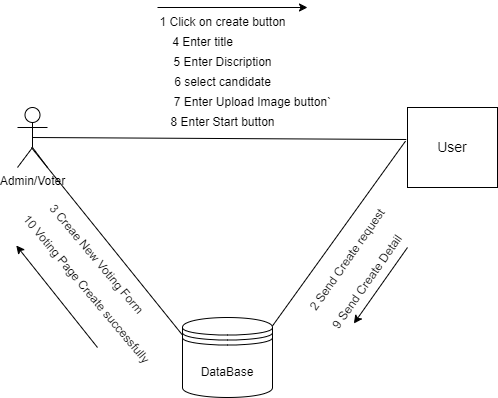 1 Click on create button
4 Enter title
5 Enter Discription
6 select candidate
7 Enter Upload Image button`
8 Enter Start button
Admin/Voter
User
3 Creae New Voting Form
10 Voting Page Create successfully
2 Send Create request
9 Send Create Detail
DataBase